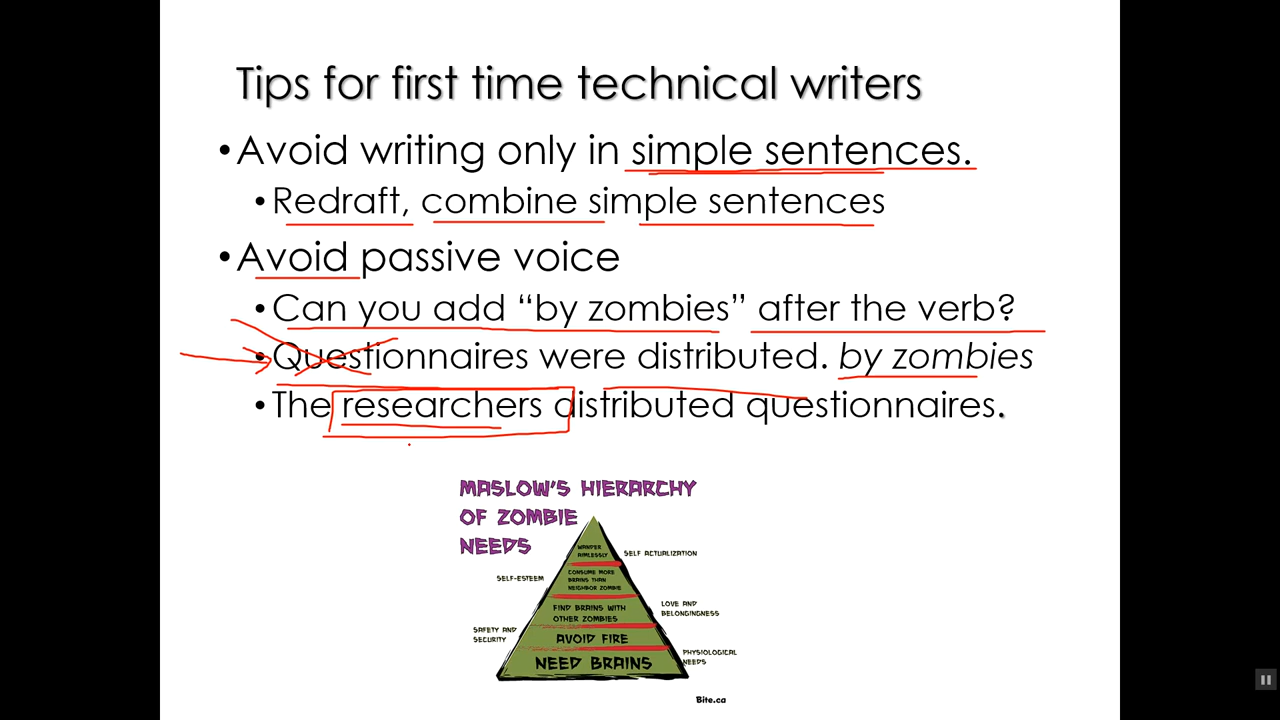 Tips for first time technical writers
•Avoid writing only in simple sentences.
•Redraft, combine simple sentences
•Avoid passive voice
•Can you add “by zombies” after the verb?
•Questionnaires were distributed. by zombies
•The researchers distributed questionnaires.
MASLOW'S HIERARCHY
OF ZOMBIE
NEEDS
WANDER
AIMLESSLY
SELF ACTUALIZATION
CONSUME MORE
BRAINS THAN
NEIGHBOR ZOMBIE
SELF-ESTEEM
FIND BRAINS WITH
OTHER ZOMBIES
LOVE AND
BELONGINGNESS
AVOID FIRE
SAFETY AND
SECURITY
NEED BRAINS
PHYSIOLOGICAL
NEEDS
Bite.ca